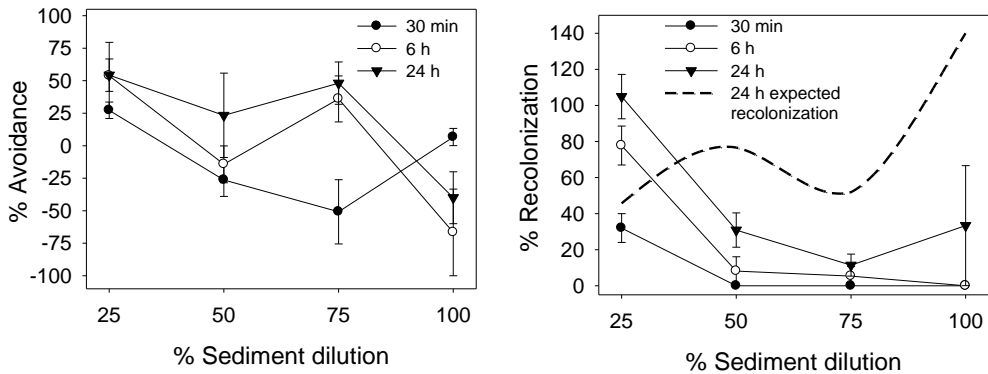 100
75
50
25
0
-25
-50
-75
-100
% Avoidance
30 min
6 h
24 h
25 50 75 100
% Sediment dilution
140
120
100
80
60
40
20
0
% Recolonization
30 min
6 h
24 h
24 h expected
recolonization
25 50 75 100
% Sediment dilution